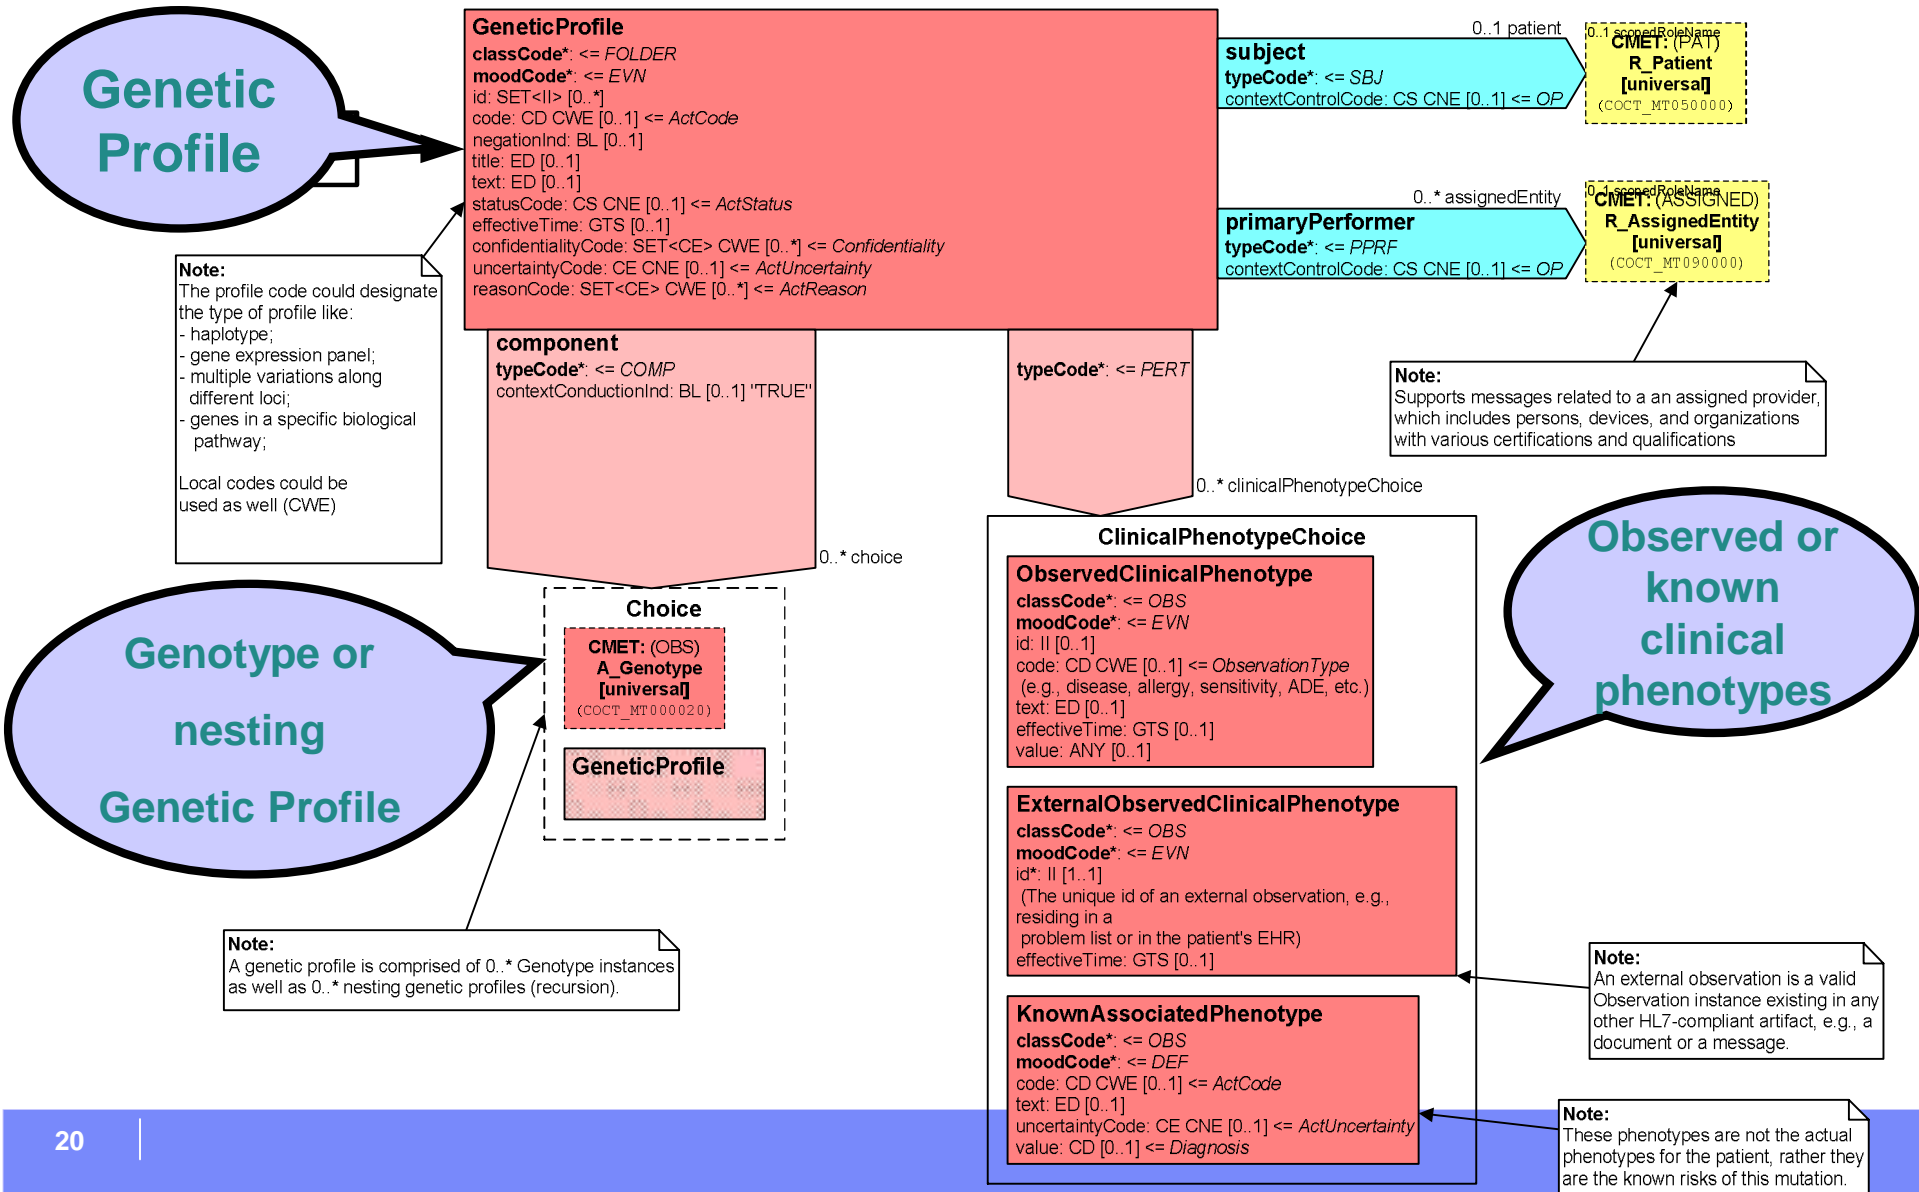 Genetic
Profile
GeneticProfile
classCode*: <= FOLDER
moodCode*: <= EVN
id: SET<II> [0..*]
code: CD CWE [0..1] <= ActCode
negationInd: BL [0..1]
title: ED [0..1]
text: ED [0..1]
statusCode: CS CNE [0..1] <= ActStatus
effectiveTime: GTS [0..1]
confidentialityCode: SET<CE> CWE [0..*] <= Confidentiality
uncertaintyCode: CE CNE [0..1] <= ActUncertainty
reasonCode: SET<CE> CWE [0..*] <= ActReason
0..1 patient
subject
typeCode*: <= SBJ
contextControlCode: CS CNE [0..1] <= OP
0..1 scopedRoleName
CMET: (PAT)
R_Patient
[universal]
(COCT_MT050000)
0..* assignedEntity
primaryPerformer
typeCode*: <= PPRF
contextControlCode: CS CNE [0..1] <= OP
0..1 scopedRoleName
CMET: (ASSIGNED)
R_AssignedEntity
[universal]
(COCT_MT090000)
Note:
The profile code could designate
the type of profile like:
- haplotype;
- gene expression panel;
- multiple variations along
different loci;
- genes in a specific biological
pathway;
Local codes could be
used as well (CWE)
component
typeCode*: <= COMP
contextConductionInd: BL [0..1] "TRUE"
0..* choice
typeCode*: <= PERT
0..* clinicalPhenotypeChoice
Note:
Supports messages related to a an assigned provider,
which includes persons, devices, and organizations
with various certifications and qualifications
Genotype or
nesting
Genetic Profile
Choice
CMET: (OBS)
A_Genotype
[universal]
(COCT_MT000020)
GeneticProfile
Note:
A genetic profile is comprised of 0..* Genotype instances
as well as 0..* nesting genetic profiles (recursion).
ClinicalPhenotypeChoice
ObservedClinicalPhenotype
classCode*: <= OBS
moodCode*: <= EVN
id: II [0..1]
code: CD CWE [0..1] <= ObservationType
(e.g., disease, allergy, sensitivity, ADE, etc.)
text: ED [0..1]
effectiveTime: GTS [0..1]
value: ANY [0..1]
ExternalObservedClinicalPhenotype
classCode*: <= OBS
moodCode*: <= EVN
id*: II [1..1]
(The unique id of an external observation, e.g.,
residing in a
problem list or in the patient's EHR)
effectiveTime: GTS [0..1]
KnownAssociatedPhenotype
classCode*: <= OBS
moodCode*: <= DEF
code: CD CWE [0..1] <= ActCode
text: ED [0..1]
uncertaintyCode: CE CNE [0..1] <= ActUncertainty
value: CD [0..1] <= Diagnosis
Observed or
known
clinical
phenotypes
Note:
An external observation is a valid
Observation instance existing in any
other HL7-compliant artifact, e.g., a
document or a message.
Note:
These phenotypes are not the actual
phenotypes for the patient, rather they
are the known risks of this mutation.
20